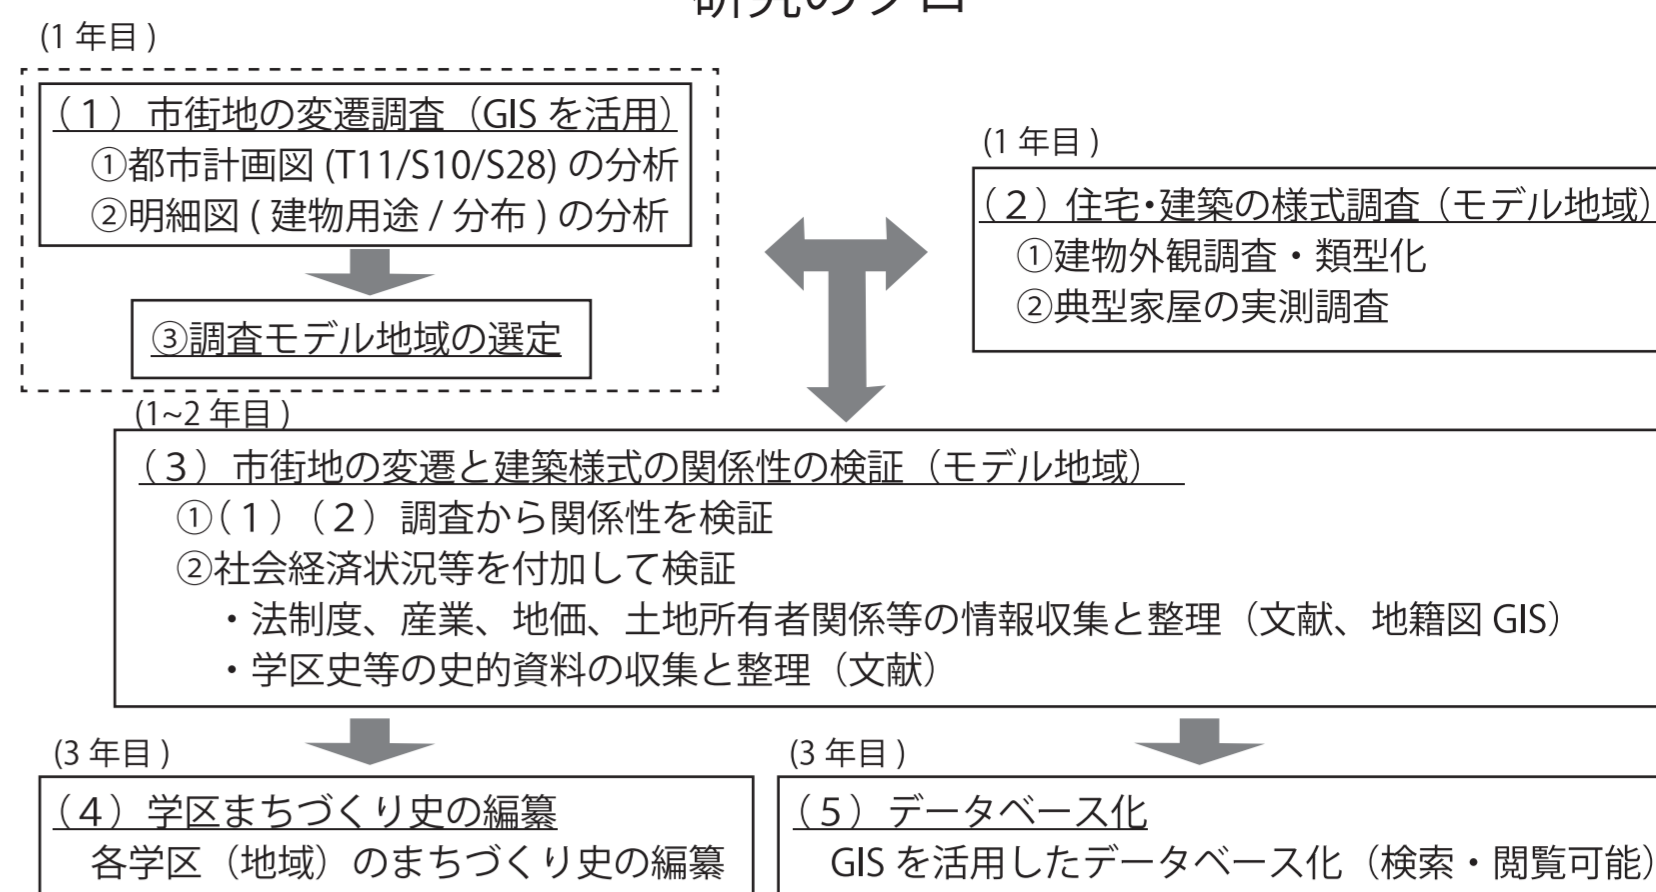 研究のフロー
(1 年目 )
（１）市街地の変遷調査（GIS を活用）
①都市計画図 (T11/S10/S28) の分析
②明細図 ( 建物用途 / 分布 ) の分析
③調査モデル地域の選定
(1 年目 )
（２）住宅・建築の様式調査（モデル地域）
①建物外観調査・類型化
②典型家屋の実測調査
(1~2 年目 )
（３）市街地の変遷と建築様式の関係性の検証（モデル地域）
①（１）（２）調査から関係性を検証
②社会経済状況等を付加して検証
・法制度、産業、地価、土地所有者関係等の情報収集と整理（文献、地籍図 GIS）
・学区史等の史的資料の収集と整理（文献）
(3 年目 )
（４）学区まちづくり史の編纂
各学区（地域）のまちづくり史の編纂
(3 年目 )
（５）データベース化
GIS を活用したデータベース化（検索・閲覧可能）